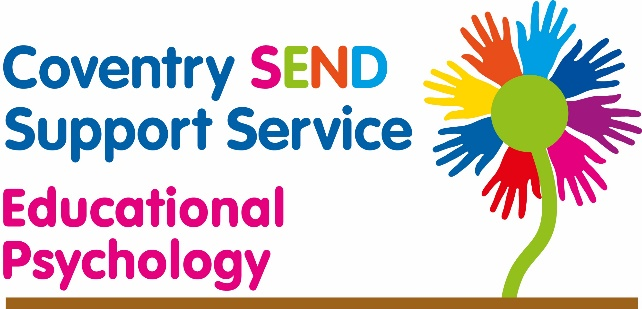 Coventry SEND
Support Service
Educational
Psychology